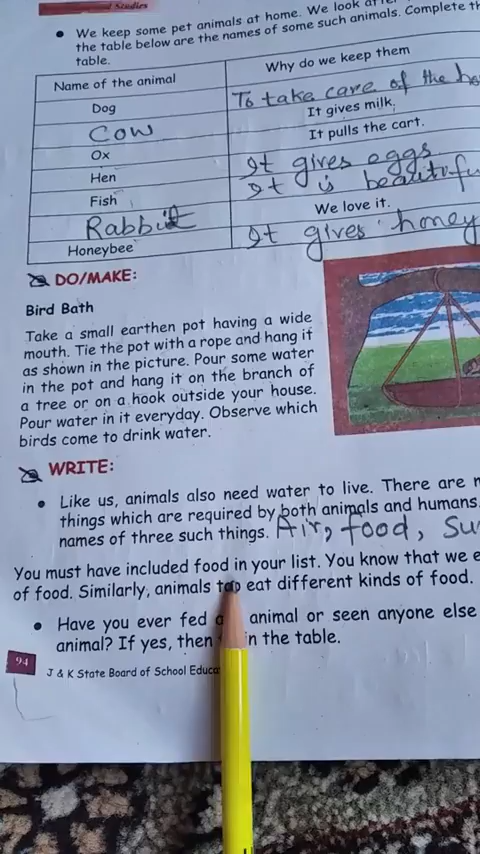 Studies
• We keep some pet animals at home. We look after
the table below are the names of some such animals. Complete th
table.
Name of the animal Why do we keep them
Dog To take care of the ho
Cow It gives milk.
Ox It pulls the cart.
Hen It gives eggs
Fish It is beautifu
Rabbit We love it.
Honeybee It gives honey
DO/MAKE:
Bird Bath
Take a small earthen pot having a wide
mouth. Tie the pot with a rope and hang it
as shown in the picture. Pour some water
in the pot and hang it on the branch of
a tree or on a hook outside your house.
Pour water in it everyday. Observe which
birds come to drink water.
WRITE:
• Like us, animals also need water to live. There are m
things which are required by both animals and humans.
names of three such things. Air, food, Su
You must have included food in your list. You know that we e
of food. Similarly, animals too eat different kinds of food.
• Have you ever fed animal or seen anyone else
animal? If yes, then in the table.
94
J & K State Board of School Educa